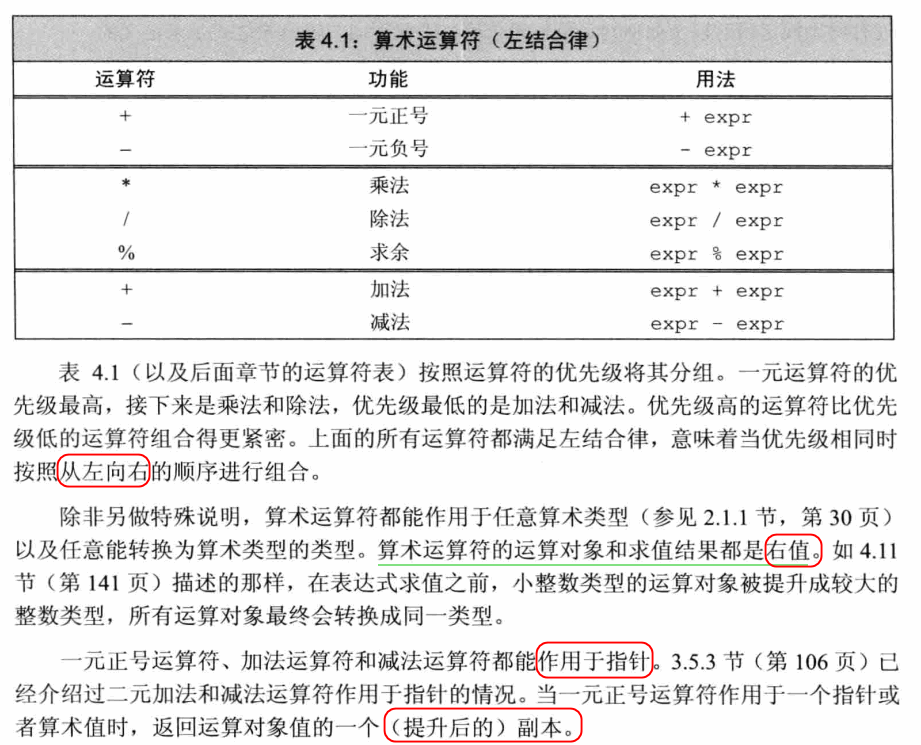 表 4.1：算术运算符（左结合律）
运算符 功能 用法
+ 一元正号 + expr
− 一元负号 - expr
* 乘法 expr * expr
/ 除法 expr / expr
% 求余 expr % expr
+ 加法 expr + expr
− 减法 expr - expr
表 4.1（以及后面章节的运算符表）按照运算符的优先级将其分组。一元运算符的优
先级最高，接下来是乘法和除法，优先级最低的是加法和减法。优先级高的运算符比优先
级低的运算符组合得更紧密。上面的所有运算符都满足左结合律，意味着当优先级相同时
按照从左向右的顺序进行组合。
除非另做特殊说明，算术运算符都能作用于任意算术类型（参见 2.1.1 节，第 30 页）
以及任意能转换为算术类型的类型。算术运算符的运算对象和求值结果都是右值。如 4.11
节（第 141 页）描述的那样，在表达式求值之前，小整数类型的运算对象被提升成较大的
整数类型，所有运算对象最终会转换成同一类型。
一元正号运算符、加法运算符和减法运算符都能作用于指针。3.5.3 节（第 106 页）已
经介绍过二元加法和减法运算符作用于指针的情况。当一元正号运算符作用于一个指针或
者算术值时，返回运算对象值的一个（提升后的）副本。